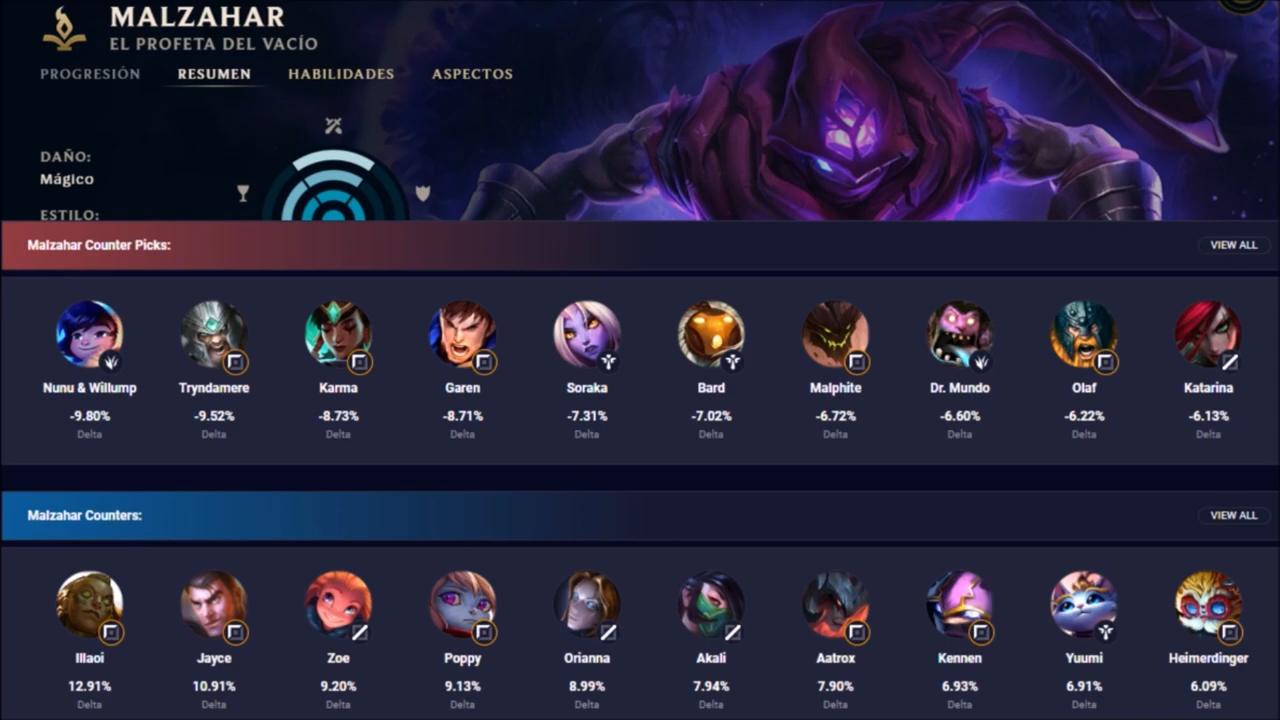 MALZAHAR
EL PROFETA DEL VACÍO
PROGRESIÓN RESUMEN HABILIDADES ASPECTOS
DAÑO:
Mágico
ESTILO:
Malzahar Counter Picks: VIEW ALL
Nunu & Willump Tryndamere Karma Garen Soraka Bard Malphite Dr. Mundo Olaf Katarina
-9.80% -9.52% -8.73% -8.71% -7.31% -7.02% -6.72% -6.60% -6.22% -6.13%
Delta Delta Delta Delta Delta Delta Delta Delta Delta Delta
Malzahar Counters: VIEW ALL
Illaoi Jayce Zoe Poppy Orianna Akali Aatrox Kennen Yuumi Heimerdinger
12.91% 10.91% 9.20% 9.13% 8.99% 7.94% 7.90% 6.93% 6.91% 6.09%
Delta Delta Delta Delta Delta Delta Delta Delta Delta Delta